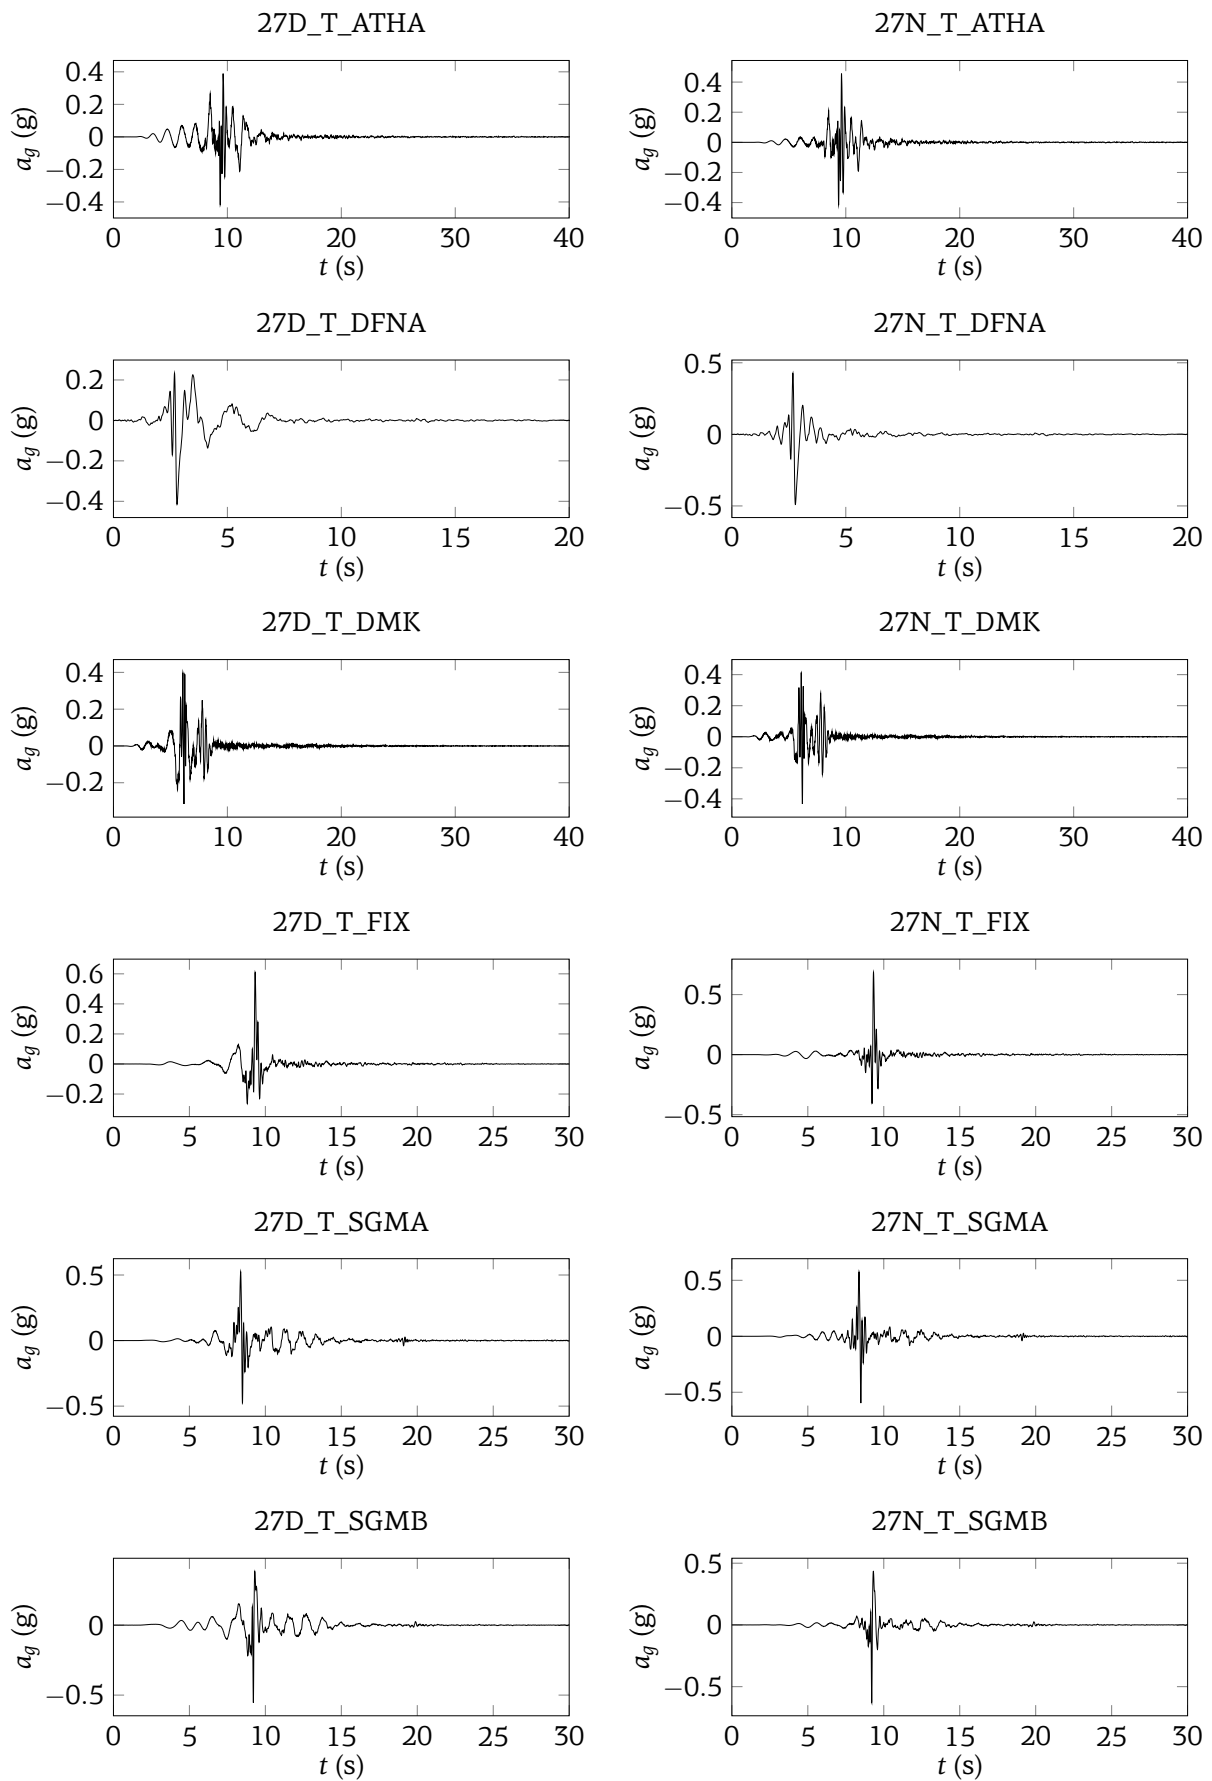 27D_T_ATHA
27N_T_ATHA
0.4
0.2
0
−0.2
−0.4
a_g (g)
0 10 20 30 40
t (s)
0.4
0.2
0
−0.2
−0.4
a_g (g)
0 10 20 30 40
t (s)
27D_T_DFNA
27N_T_DFNA
0.2
0
−0.2
−0.4
a_g (g)
0 5 10 15 20
t (s)
0.5
0
−0.5
a_g (g)
0 5 10 15 20
t (s)
27D_T_DMK
27N_T_DMK
0.4
0.2
0
−0.2
a_g (g)
0 10 20 30 40
t (s)
0.4
0.2
0
−0.2
−0.4
a_g (g)
0 10 20 30 40
t (s)
27D_T_FIX
27N_T_FIX
0.6
0.4
0.2
0
−0.2
a_g (g)
0 5 10 15 20 25 30
t (s)
0.5
0
−0.5
a_g (g)
0 5 10 15 20 25 30
t (s)
27D_T_SGMA
27N_T_SGMA
0.5
0
−0.5
a_g (g)
0 5 10 15 20 25 30
t (s)
0.5
0
−0.5
a_g (g)
0 5 10 15 20 25 30
t (s)
27D_T_SGMB
27N_T_SGMB
0
−0.5
a_g (g)
0 5 10 15 20 25 30
t (s)
0.5
0
−0.5
a_g (g)
0 5 10 15 20 25 30
t (s)